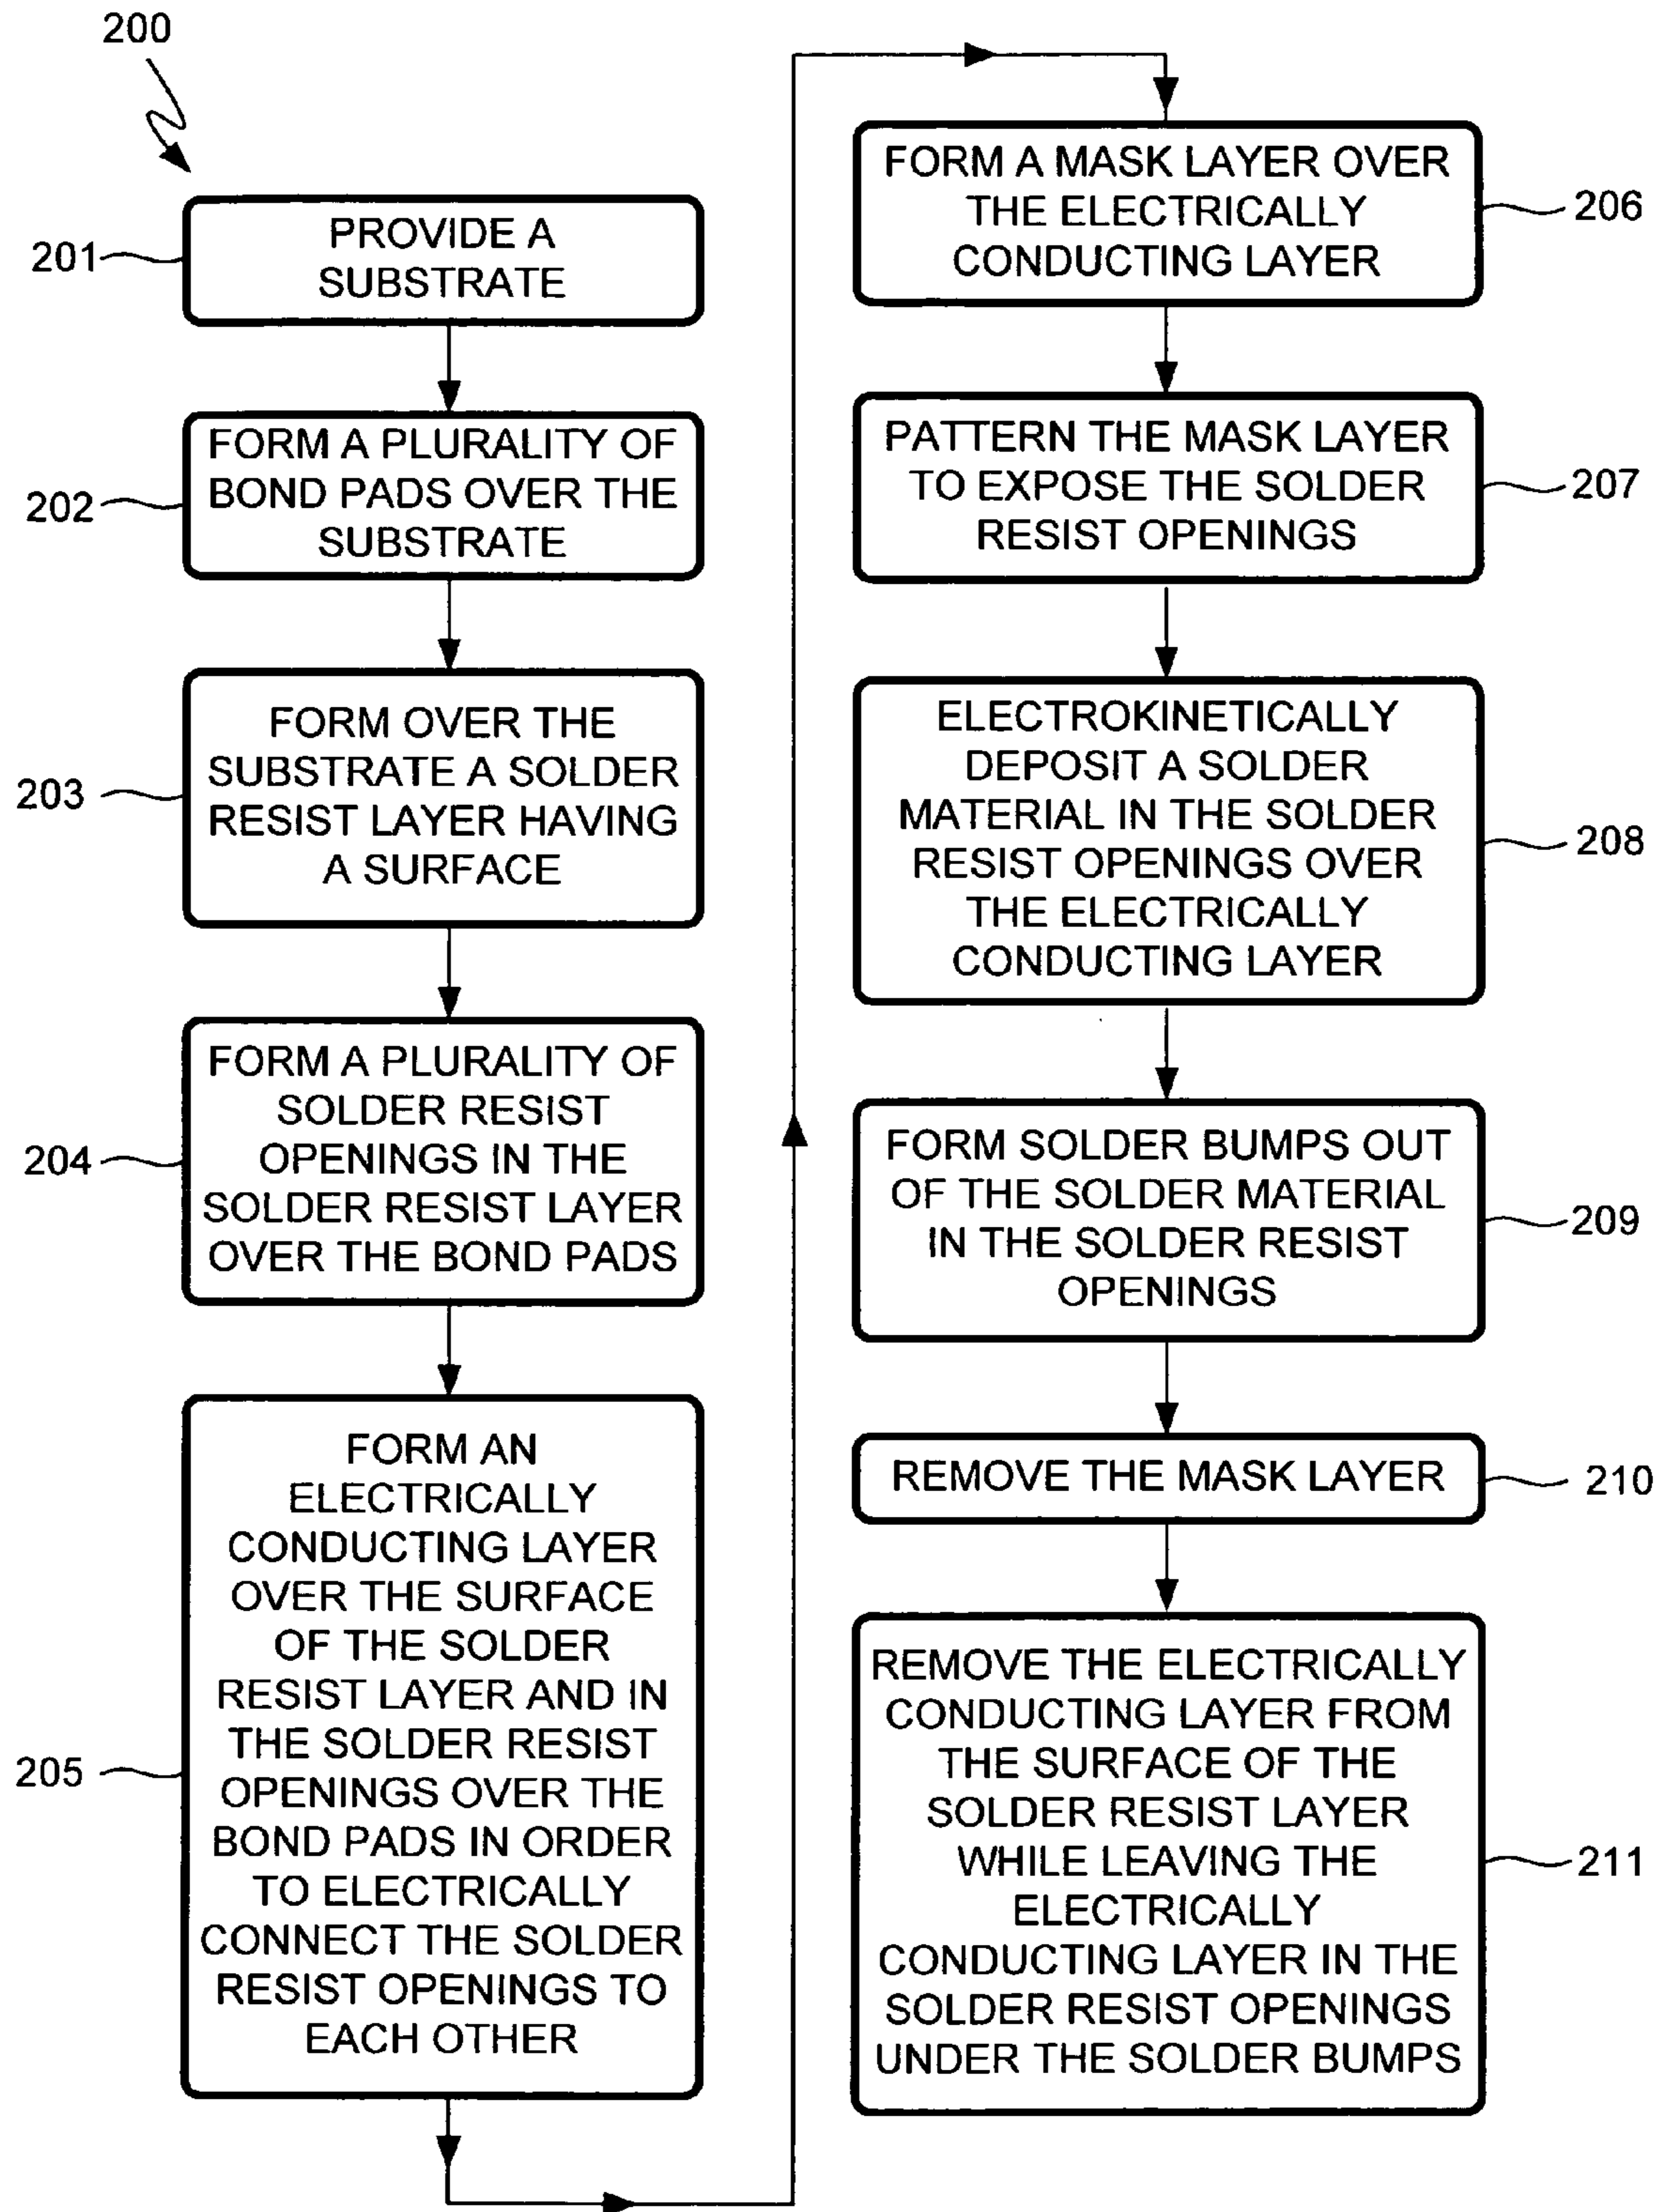 200
201
PROVIDE A
SUBSTRATE
202
FORM A PLURALITY OF
BOND PADS OVER THE
SUBSTRATE
203
FORM OVER THE
SUBSTRATE A SOLDER
RESIST LAYER HAVING
A SURFACE
204
FORM A PLURALITY OF
SOLDER RESIST
OPENINGS IN THE
SOLDER RESIST LAYER
OVER THE BOND PADS
205
FORM AN
ELECTRICALLY
CONDUCTING LAYER
OVER THE SURFACE
OF THE SOLDER
RESIST LAYER AND IN
THE SOLDER RESIST
OPENINGS OVER THE
BOND PADS IN ORDER
TO ELECTRICALLY
CONNECT THE SOLDER
RESIST OPENINGS TO
EACH OTHER
FORM A MASK LAYER OVER
THE ELECTRICALLY
CONDUCTING LAYER
206
PATTERN THE MASK LAYER
TO EXPOSE THE SOLDER
RESIST OPENINGS
207
ELECTROKINETICALLY
DEPOSIT A SOLDER
MATERIAL IN THE SOLDER
RESIST OPENINGS OVER
THE ELECTRICALLY
CONDUCTING LAYER
208
FORM SOLDER BUMPS OUT
OF THE SOLDER MATERIAL
IN THE SOLDER RESIST
OPENINGS
209
REMOVE THE MASK LAYER
210
REMOVE THE ELECTRICALLY
CONDUCTING LAYER FROM
THE SURFACE OF THE
SOLDER RESIST LAYER
WHILE LEAVING THE
ELECTRICALLY
CONDUCTING LAYER IN THE
SOLDER RESIST OPENINGS
UNDER THE SOLDER BUMPS
211